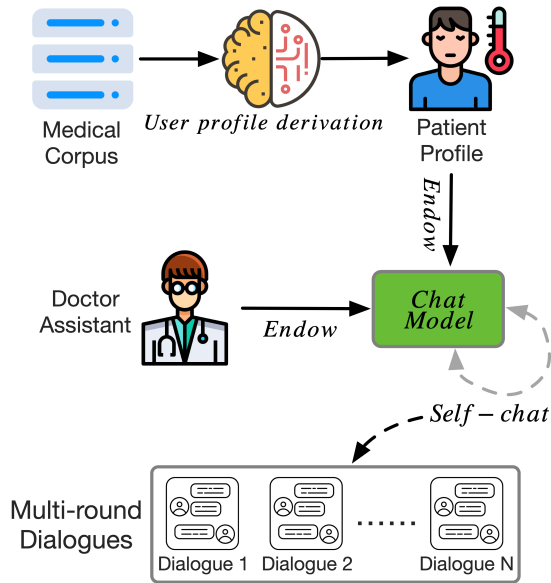 Medical
Corpus
User profile derivation
Patient
Profile
Endow
Doctor
Assistant
Endow
Chat
Model
Self-chat
Multi-round
Dialogues
Dialogue 1
Dialogue 2
......
Dialogue N